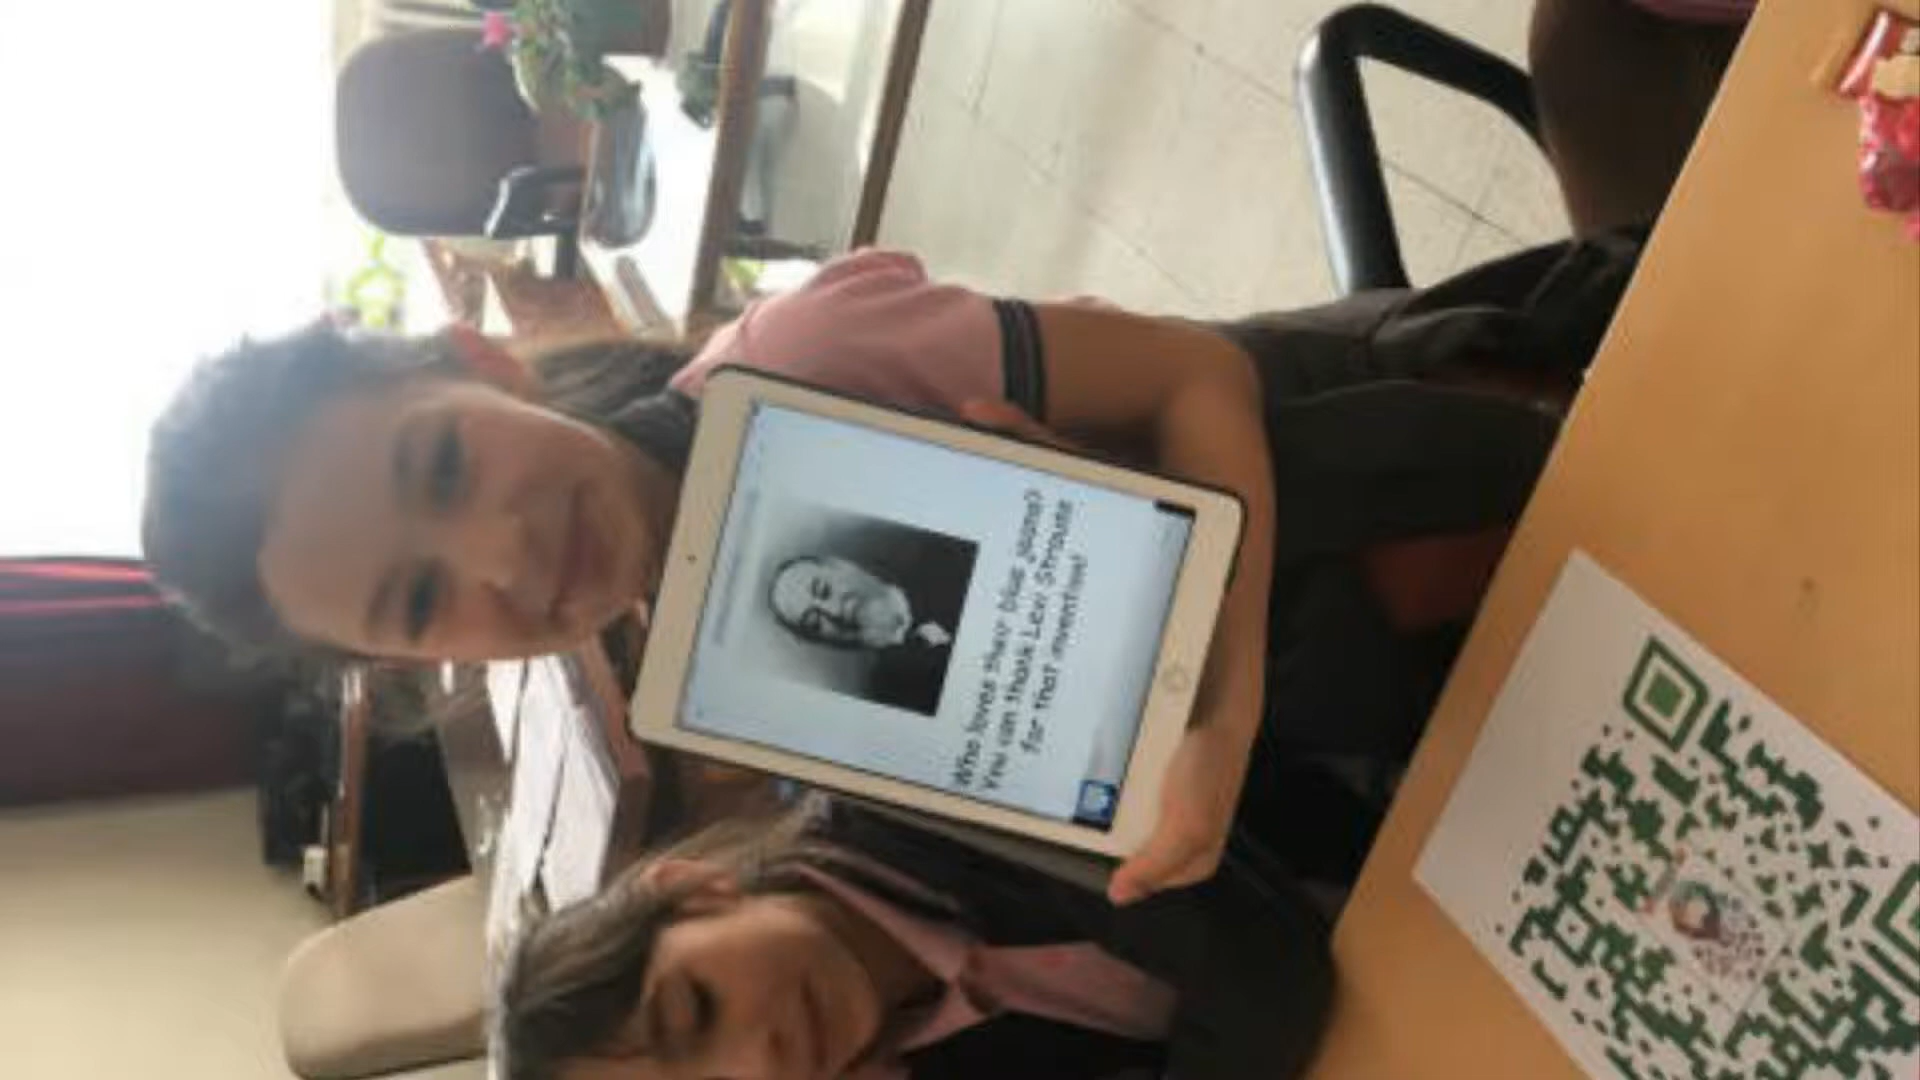 Who loves their blue jeans?
You can thank Levi Strauss
for that invention!